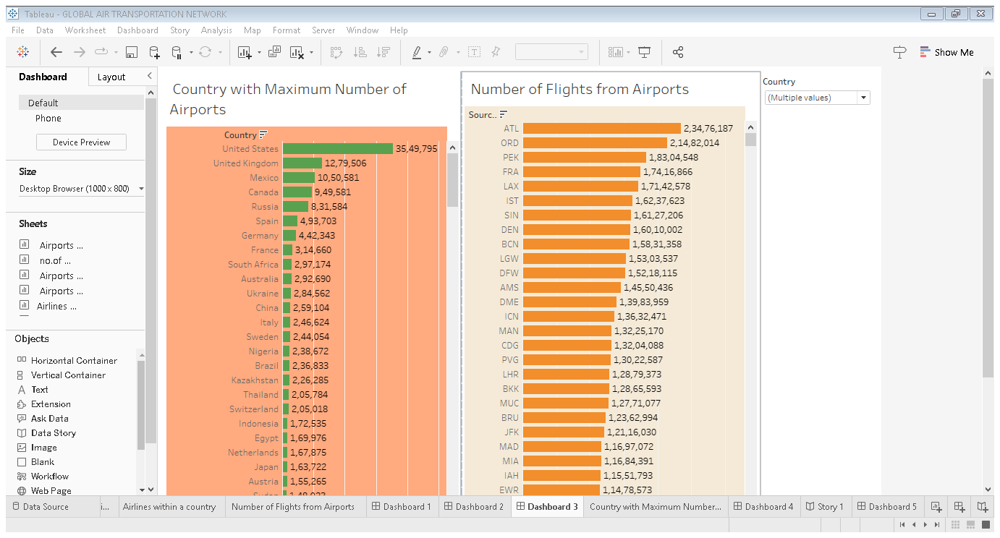 Tableau - GLOBAL AIR TRANSPORTATION NETWORK
File Data Worksheet Dashboard Story Analysis Map Format Server Window Help
Show Me
Dashboard Layout
Default
Phone
Device Preview
Size
Desktop Browser (1000 x 800)
Sheets
Airports ...
no.of ...
Airports ...
Airports ...
Airlines ...
Objects
Horizontal Container
Vertical Container
Text
Extension
Ask Data
Data Story
Image
Blank
Workflow
Web Page
Country with Maximum Number of
Airports
Country
United States 35,49,795
United Kingdom 12,79,506
Mexico 10,50,581
Canada 9,49,581
Russia 8,31,584
Spain 4,93,703
Germany 4,42,343
France 3,14,660
South Africa 2,97,174
Australia 2,92,690
Ukraine 2,84,562
China 2,59,104
Italy 2,46,624
Sweden 2,44,054
Nigeria 2,38,672
Brazil 2,36,833
Kazakhstan 2,26,285
Thailand 2,05,784
Switzerland 2,05,018
Indonesia 1,72,535
Egypt 1,69,976
Netherlands 1,67,875
Japan 1,63,722
Austria 1,55,265
Number of Flights from Airports
Sourc..
ATL 2,34,76,187
ORD 2,14,82,014
PEK 1,83,04,548
FRA 1,74,16,866
LAX 1,71,42,578
IST 1,62,37,623
SIN 1,61,27,206
DEN 1,60,10,002
BCN 1,58,31,358
LGW 1,53,03,537
DFW 1,52,18,115
AMS 1,45,50,436
DME 1,39,83,959
ICN 1,36,32,471
MAN 1,32,25,170
CDG 1,32,04,088
PVG 1,30,22,587
LHR 1,28,79,373
BKK 1,28,65,593
MUC 1,27,71,077
BRU 1,23,62,994
JFK 1,21,16,030
MAD 1,16,97,072
MIA 1,16,84,391
IAH 1,15,51,793
EWR 1,14,78,573
Country
(Multiple values)
Data Source i... Airlines within a country Number of Flights from Airports Dashboard 1 Dashboard 2 Dashboard 3 Country with Maximum Number... Dashboard 4 Story 1 Dashboard 5